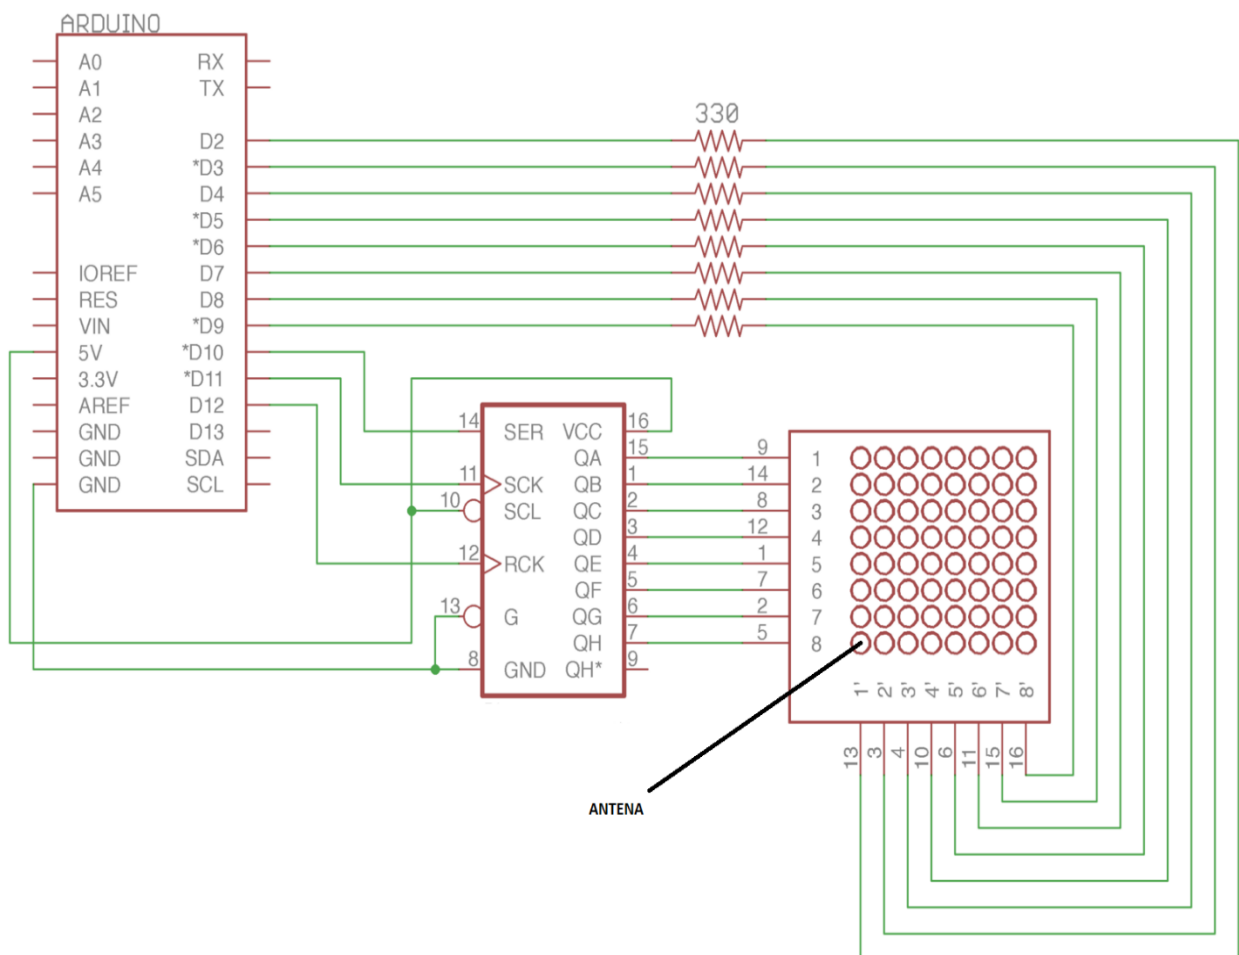 ARDUINO
A0 RX
A1 TX
A2
330
A3 D2
A4 *D3
A5 D4
*D5
*D6
IOREF D7
RES D8
VIN *D9
5V *D10
3.3V *D11
AREF D12
GND D13
GND SDA
GND SCL
14 SER VCC 16
QA 15
11 SCK QB 1
10 SCL QC 2
QD 3
12 RCK QE 4
QF 5
13 G QG 6
QH 7
8 GND QH* 9
9 1
14 2
8 3
12 4
1 5
7 6
2 7
5 8
1' 2' 3' 4' 5' 6' 7' 8'
13 3 4 10 6 11 15 16
ANTENA